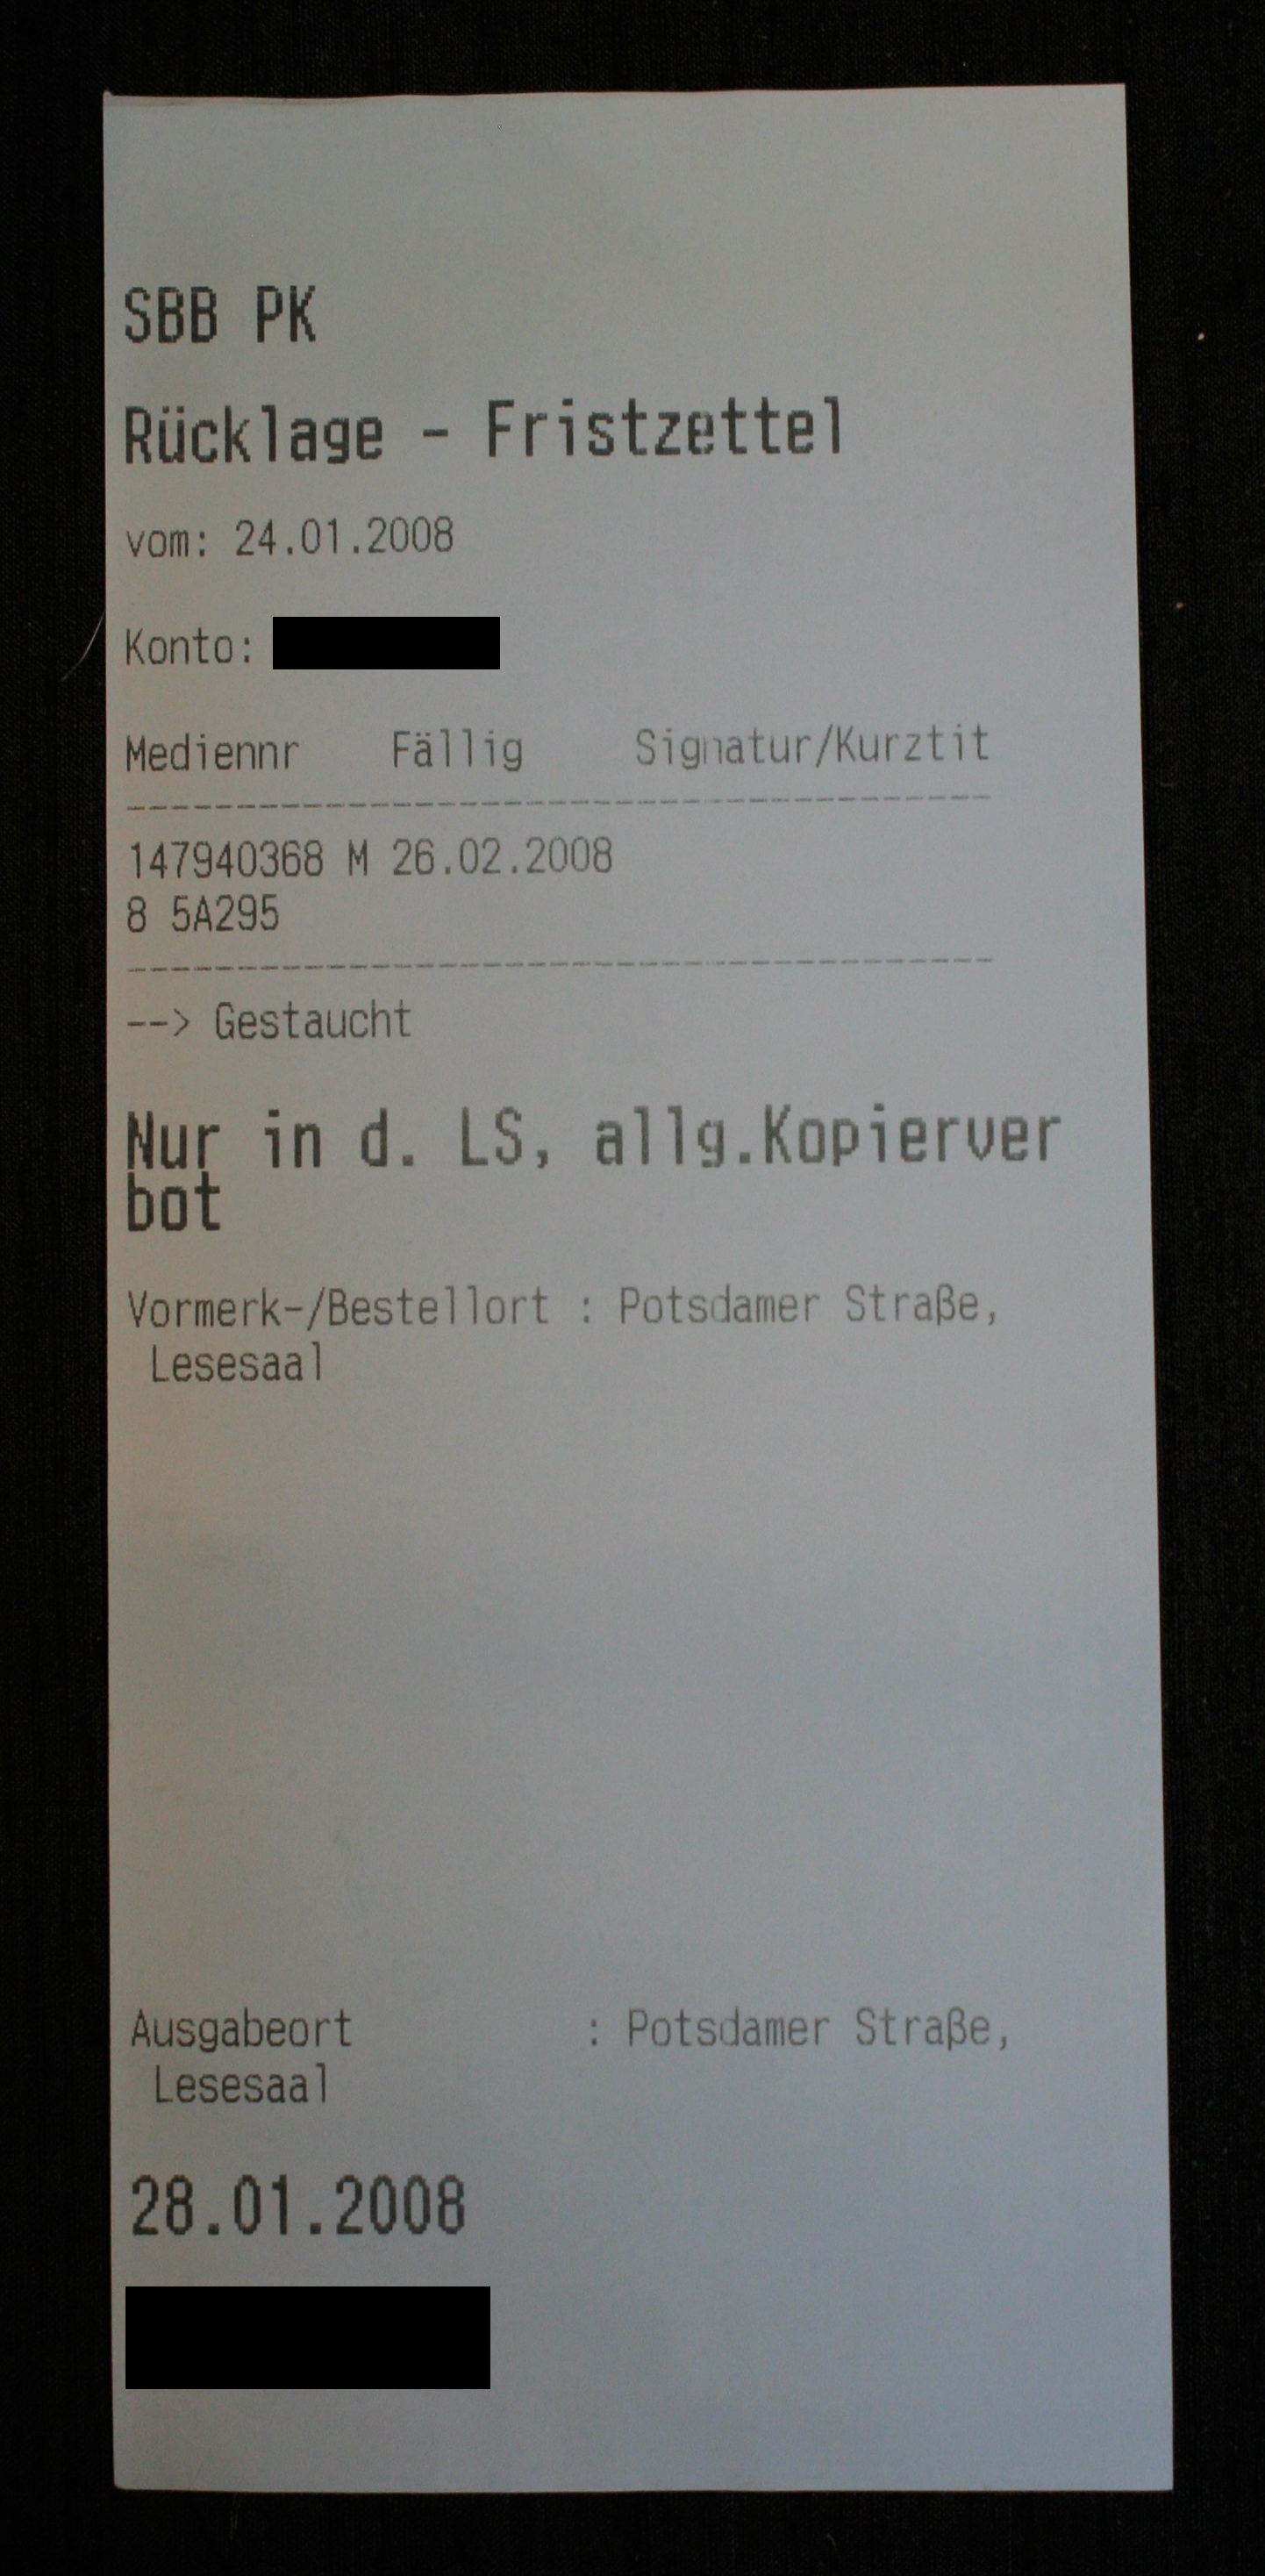 SBB PK
Rücklage - Fristzettel
vom: 24.01.2008
Konto:
Mediennr Fällig Signatur/Kurztit
---------------------------------------
147940368 M 26.02.2008
8 5A295
---------------------------------------
--> Gestaucht
Nur in d. LS, allg.Kopierver
bot
Vormerk-/Bestellort : Potsdamer Straße,
Lesesaal
Ausgabeort : Potsdamer Straße,
Lesesaal
28.01.2008